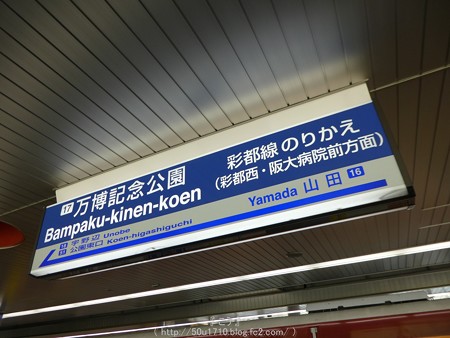 17 万博記念公園
Bampaku-kinen-koen
彩都線 のりかえ
(彩都西・阪大病院前方面)
Yamada 山田 16
宇野辺 Unobe
公園東口 Koen-higashiguchi
( http://50u1710.blog.fc2.com/ )